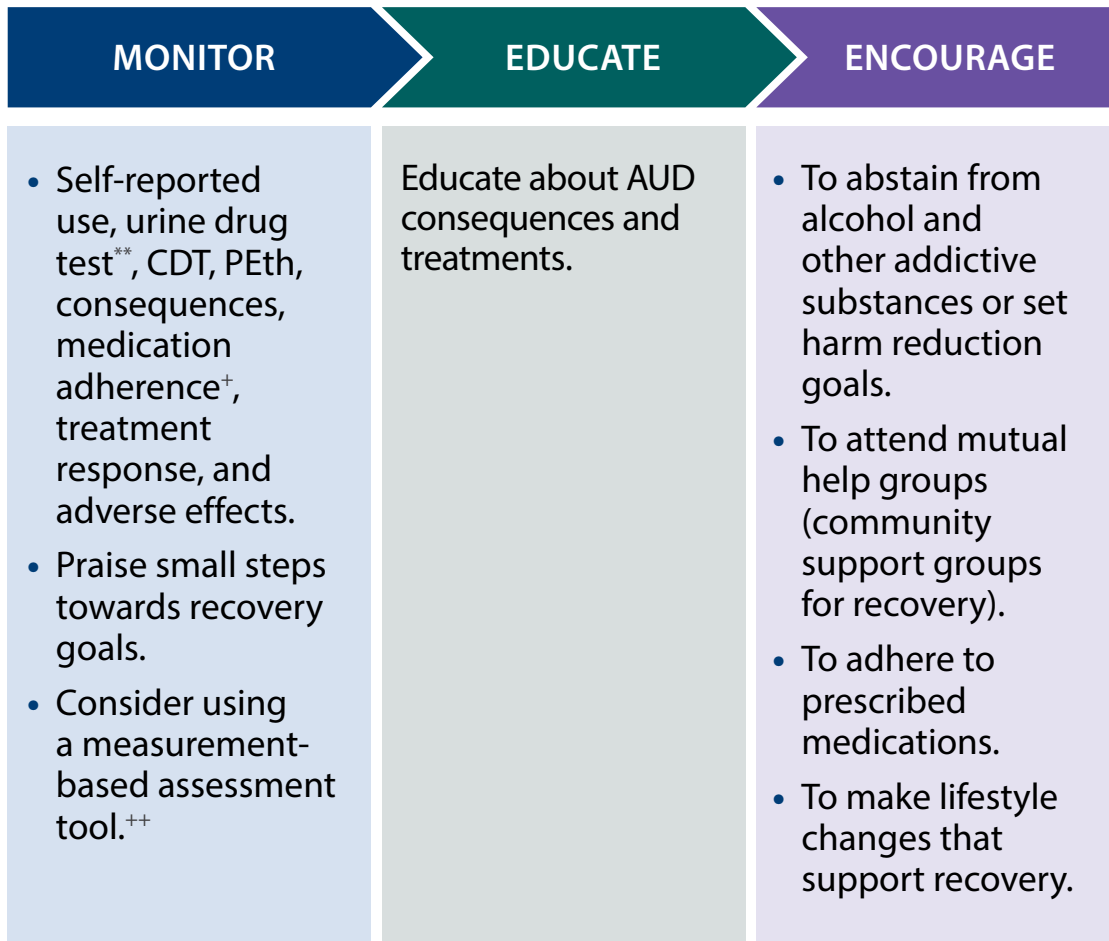 MONITOR
EDUCATE
ENCOURAGE
• Self-reported
use, urine drug
test**, CDT, PEth,
consequences,
medication
adherence+,
treatment
response, and
adverse effects.
• Praise small steps
towards recovery
goals.
• Consider using
a measurement-
based assessment
tool.++
Educate about AUD
consequences and
treatments.
• To abstain from
alcohol and
other addictive
substances or set
harm reduction
goals.
• To attend mutual
help groups
(community
support groups
for recovery).
• To adhere to
prescribed
medications.
• To make lifestyle
changes that
support recovery.